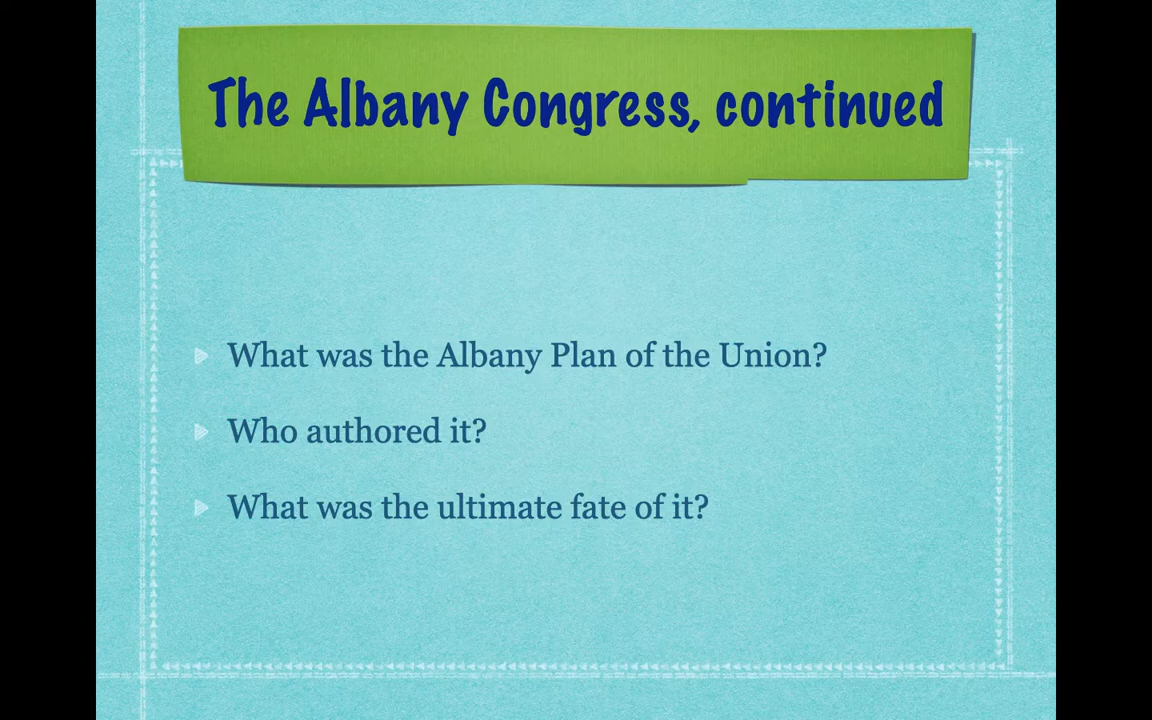 The Albany Congress, continued
What was the Albany Plan of the Union?
Who authored it?
What was the ultimate fate of it?